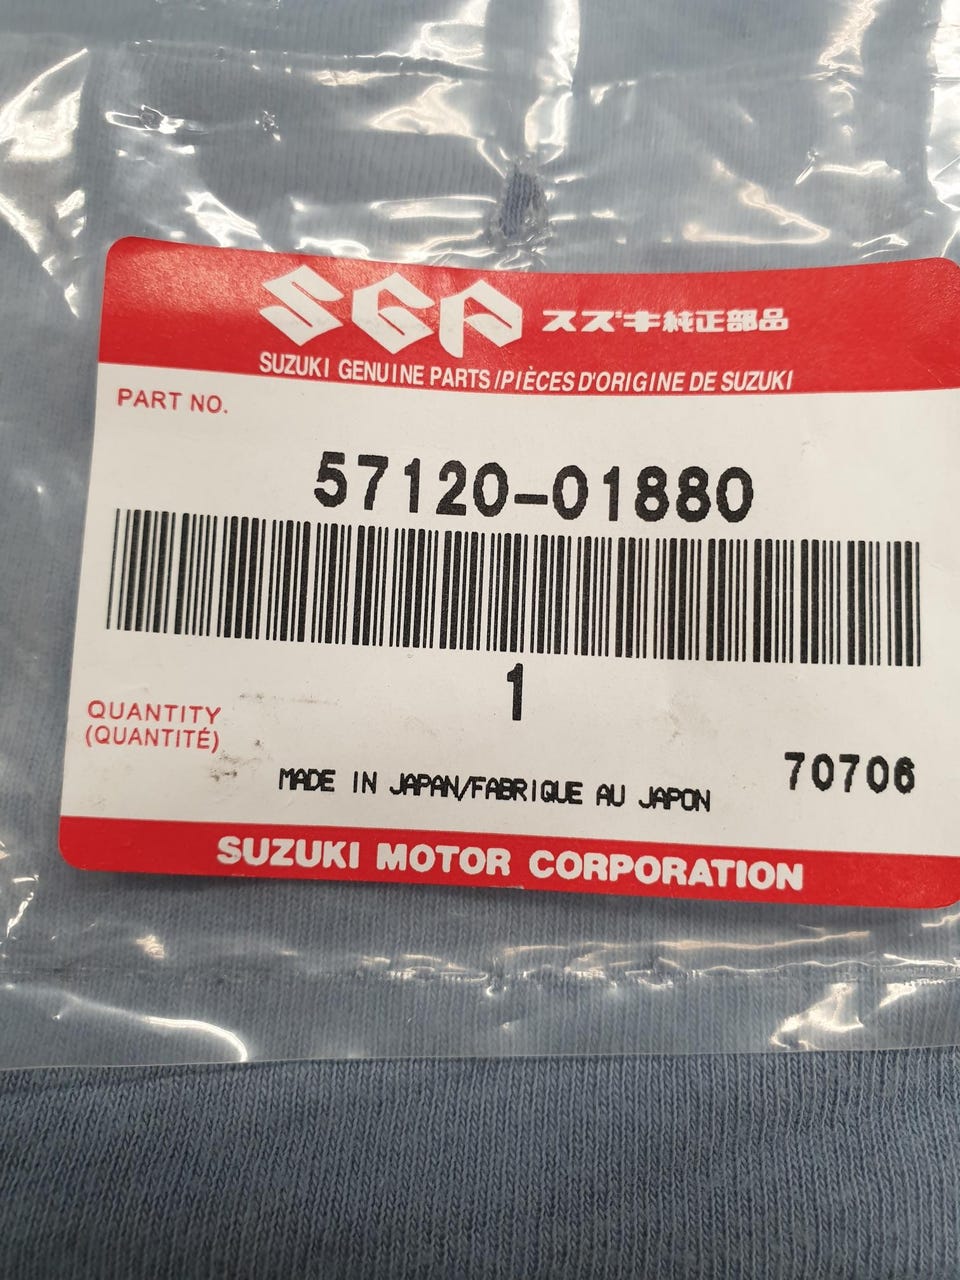 SGP スズキ純正部品
SUZUKI GENUINE PARTS/PIÈCES D'ORIGINE DE SUZUKI
PART NO.
57120-01880
1
QUANTITY
(QUANTITÉ)
70706
MADE IN JAPAN/FABRIQUE AU JAPON
SUZUKI MOTOR CORPORATION